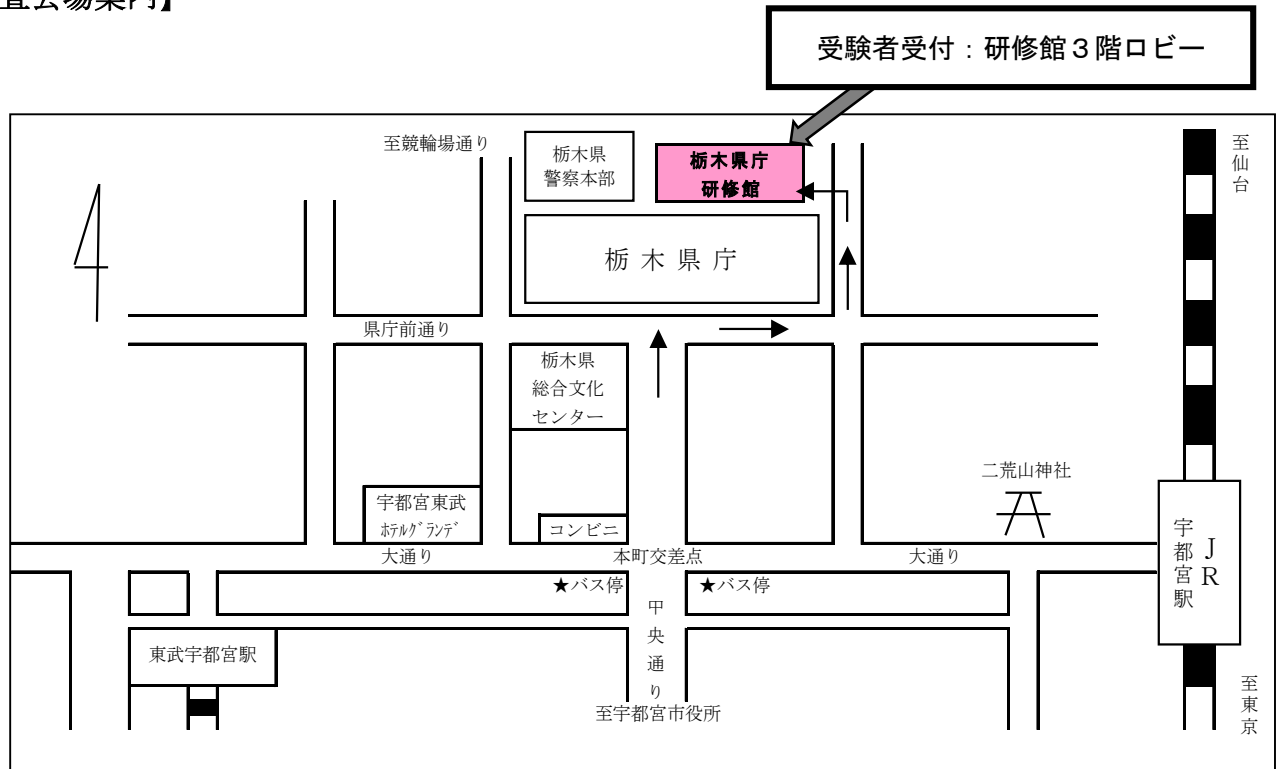 査会場案内】
受験者受付：研修館３階ロビー
至競輪場通り
栃木県
警察本部
栃木県庁
研修館
至仙台
栃木県庁
県庁前通り
栃木県
総合文化
センター
二荒山神社
宇都宮東武
ﾎﾃﾙｸﾞﾗﾝﾃﾞ
コンビニ
大通り
本町交差点
大通り
JR
宇都宮駅
★バス停
★バス停
甲央通り
東武宇都宮駅
至宇都宮市役所
至東京